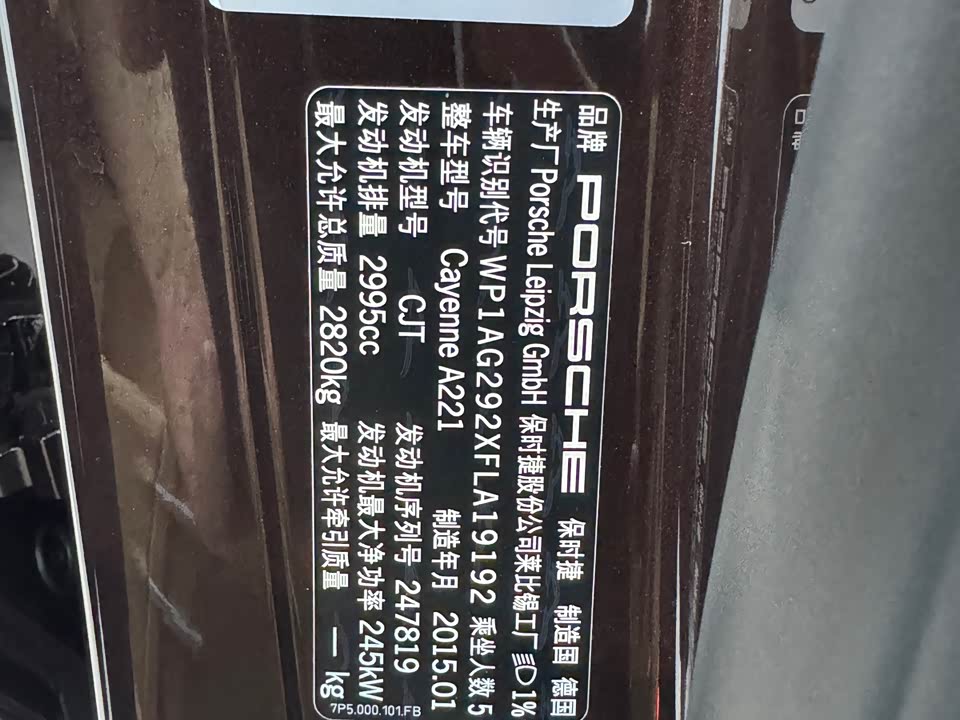 品牌 PORSCHE 保时捷 制造国 德国
生产厂 Porsche Leipzig GmbH 保时捷股份公司莱比锡工厂 1%
车辆识别代号 WP1AG292XFLA19192 乘坐人数 5
整车型号 Cayenne A221 制造年月 2015.01
发动机型号 CJT 发动机序列号 247819
发动机排量 2995cc 发动机最大净功率 245kW
最大允许总质量 2820kg 最大允许牵引质量 — kg
7P5.000.101.FB